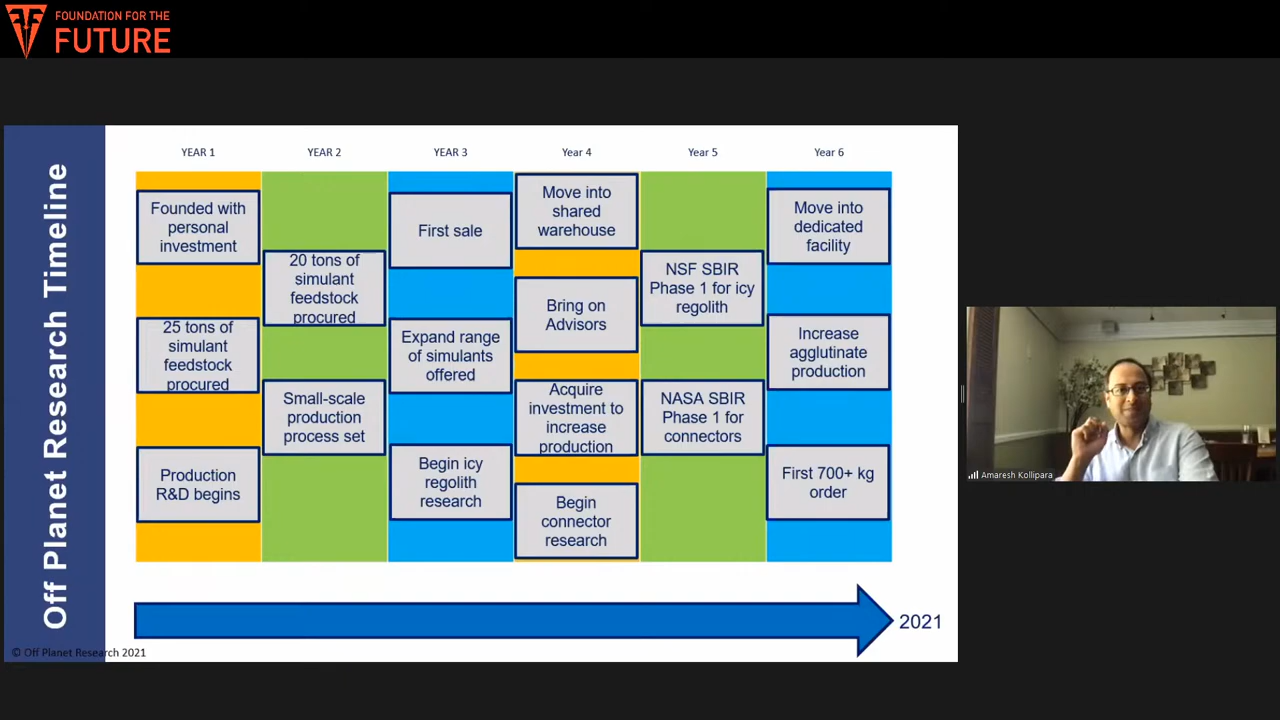 FOUNDATION FOR THE
FUTURE
Off Planet Research Timeline
YEAR 1
YEAR 2
YEAR 3
Year 4
Year 5
Year 6
Founded with
personal
investment
25 tons of
simulant
feedstock
procured
Production
R&D begins
20 tons of
simulant
feedstock
procured
Small-scale
production
process set
First sale
Expand range
of simulants
offered
Begin icy
regolith
research
Move into
shared
warehouse
Bring on
Advisors
Acquire
investment to
increase
production
Begin
connector
research
NSF SBIR
Phase 1 for icy
regolith
NASA SBIR
Phase 1 for
connectors
Move into
dedicated
facility
Increase
agglutinate
production
First 700+ kg
order
2021
© Off Planet Research 2021
Amaresh Kollipara